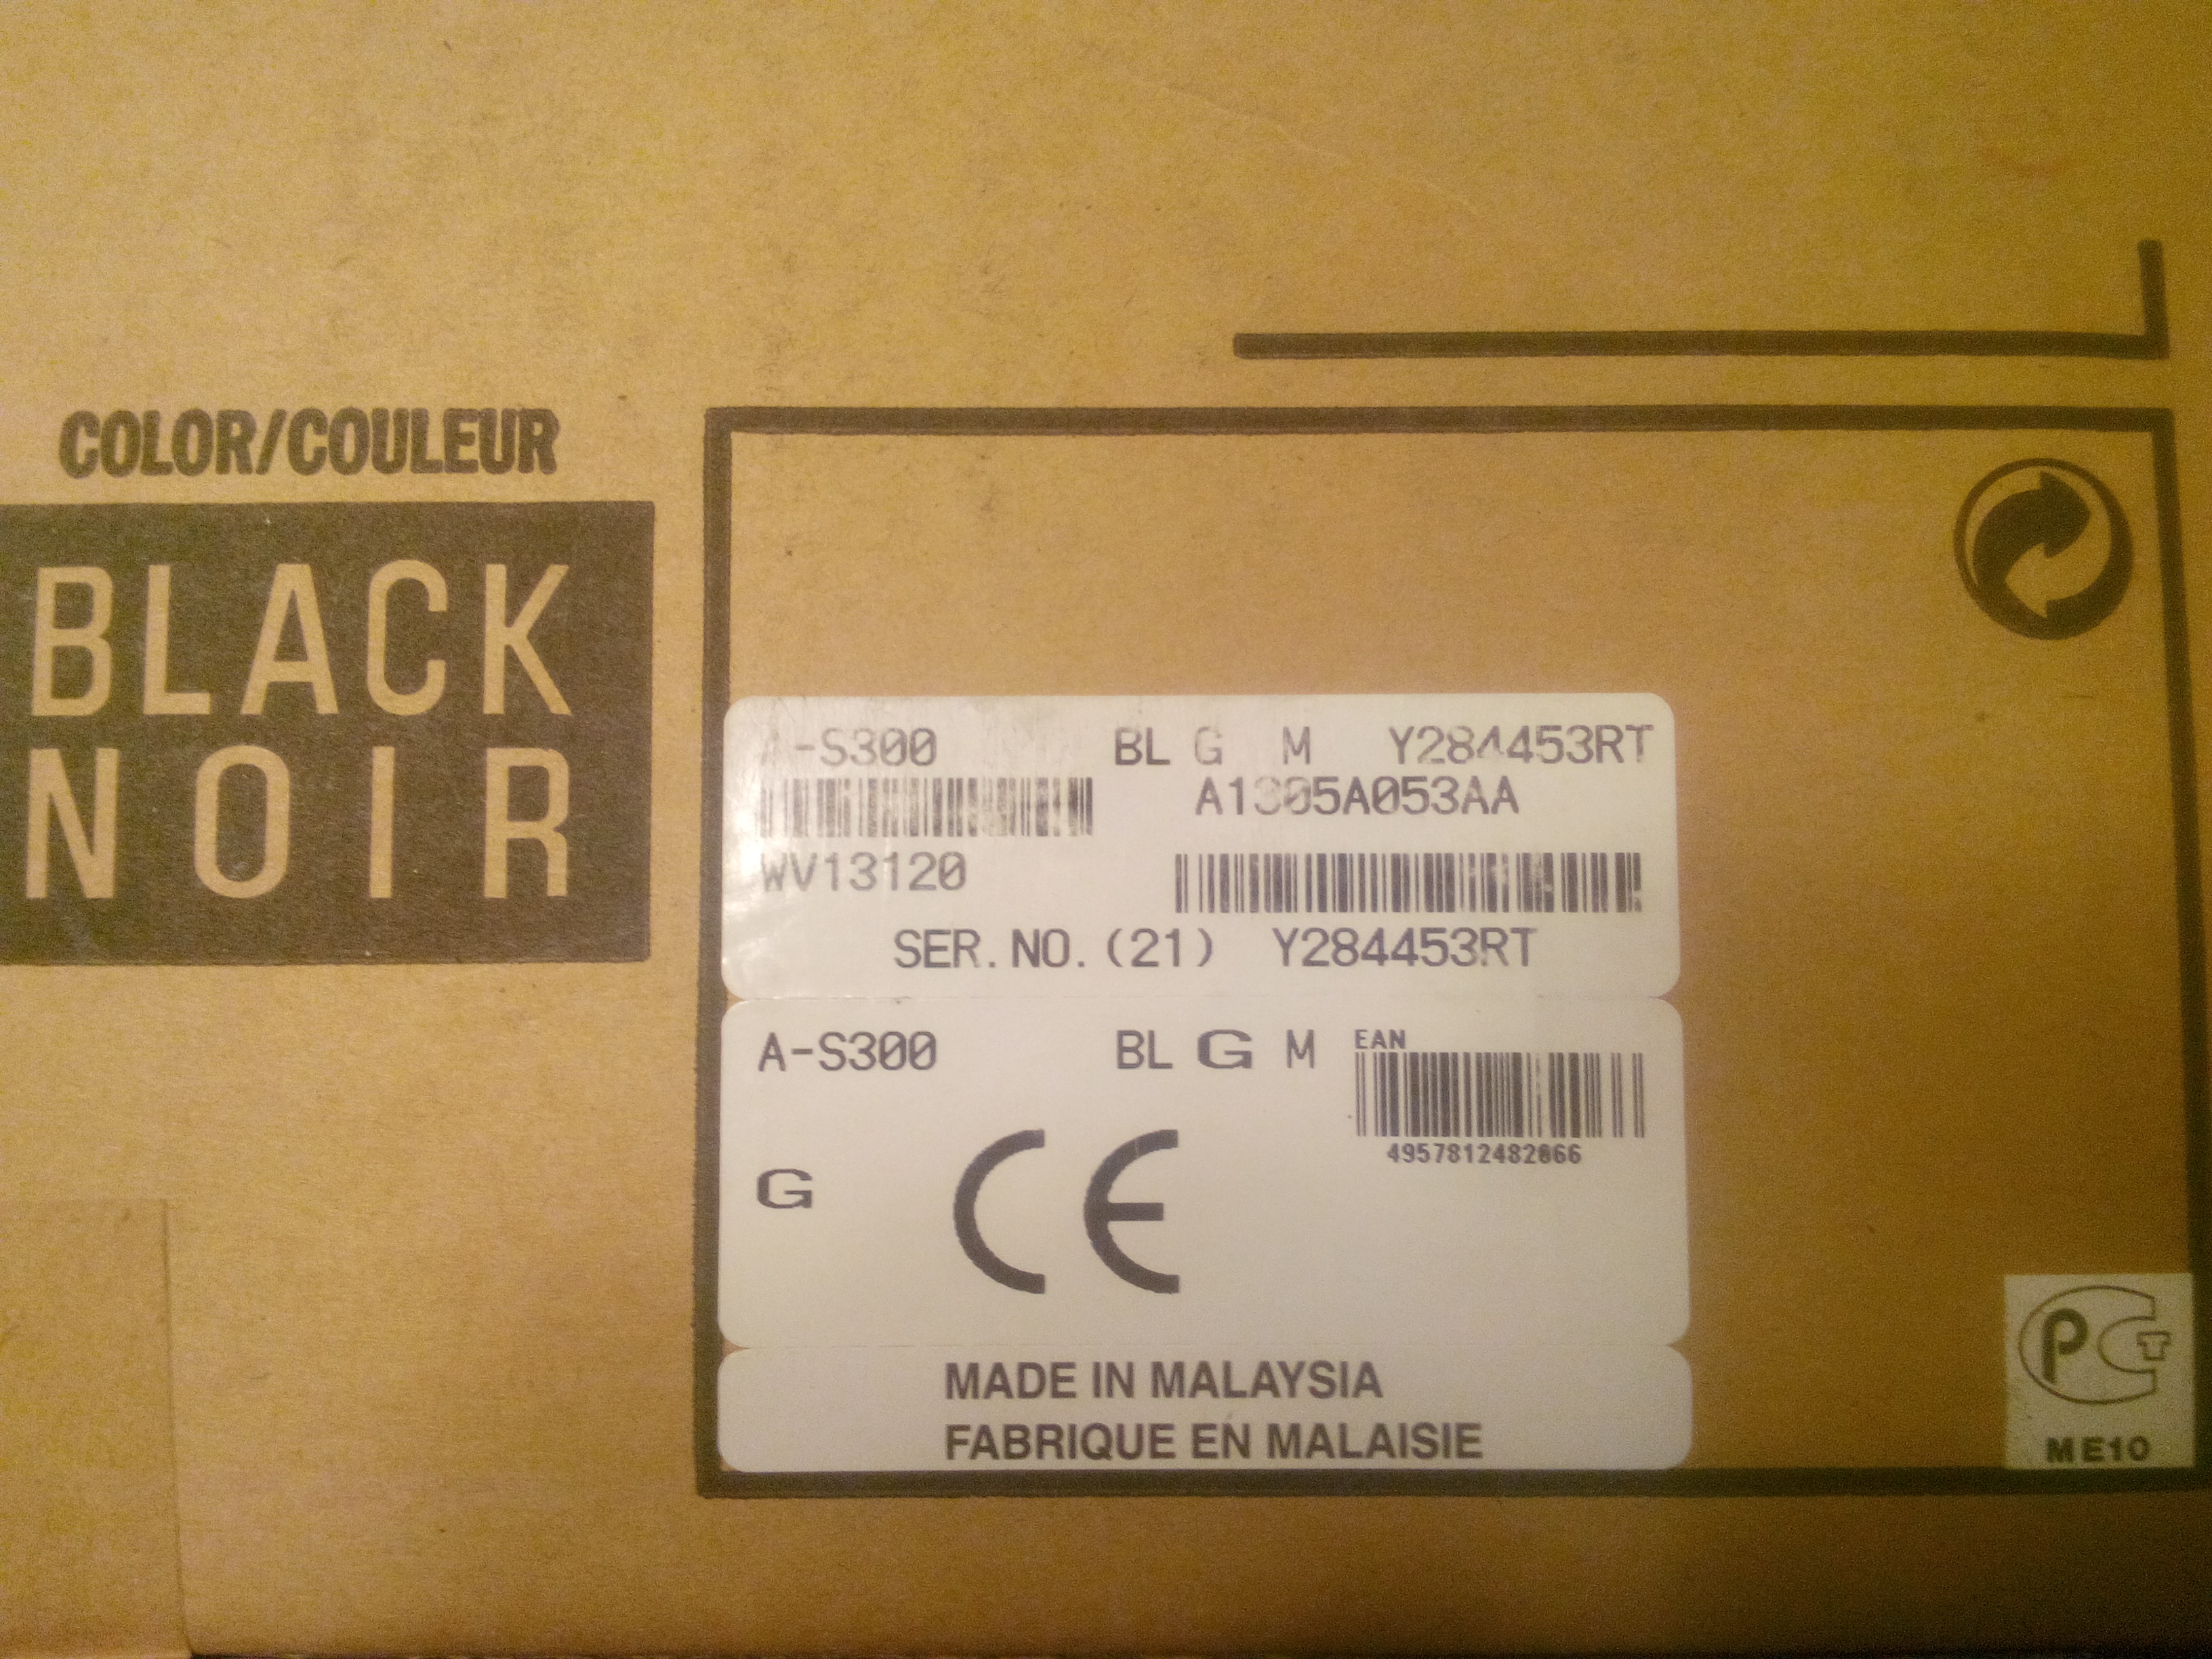 COLOR/COULEUR
BLACK
NOIR
A-S300 BL G M Y284453RT
A1305A053AA
WV13120
SER.NO.(21) Y284453RT
A-S300 BL G M EAN
4957812482066
G CE
MADE IN MALAYSIA
FABRIQUE EN MALAISIE
PCT
ME10